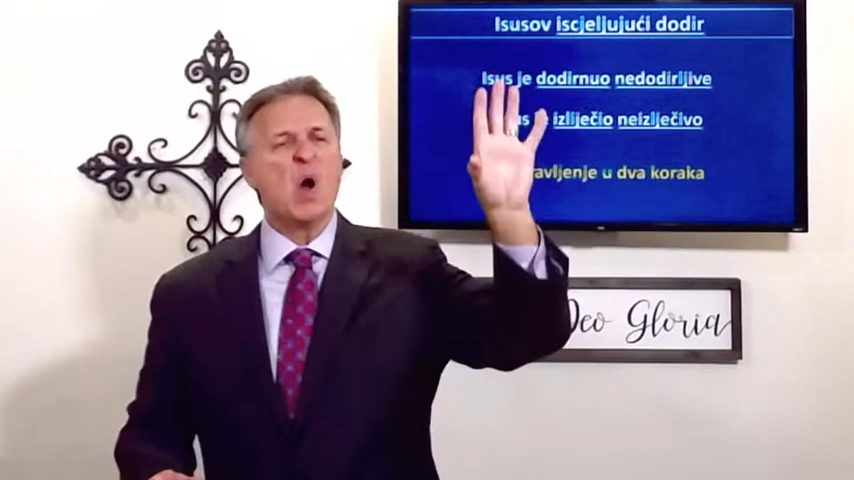 Isusov iscjeljujući dodir
Isus je dodirnuo nedodirljive
izliječio neizlječivo
u dva koraka
Deo Gloria